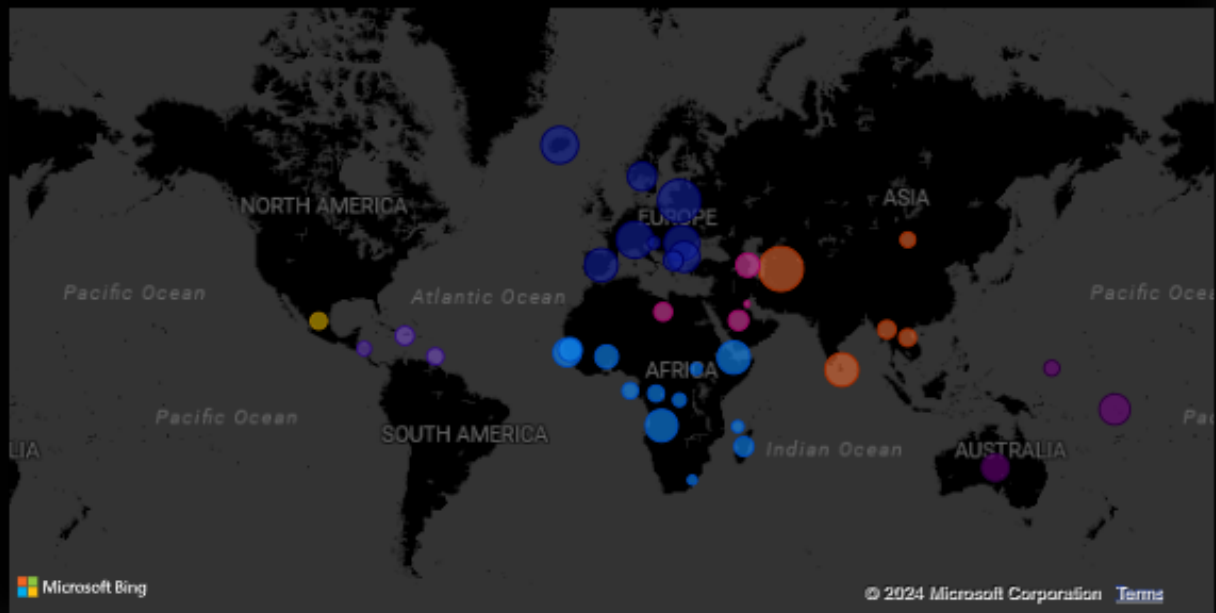 NORTH AMERICA
ASIA
EUROPE
Pacific Ocean
Atlantic Ocean
Pacific Ocea
AFRICA
Pacific Ocean
Pac
SOUTH AMERICA
LIA
Indian Ocean
AUSTRALIA
Microsoft Bing
© 2024 Microsoft Corporation Terms